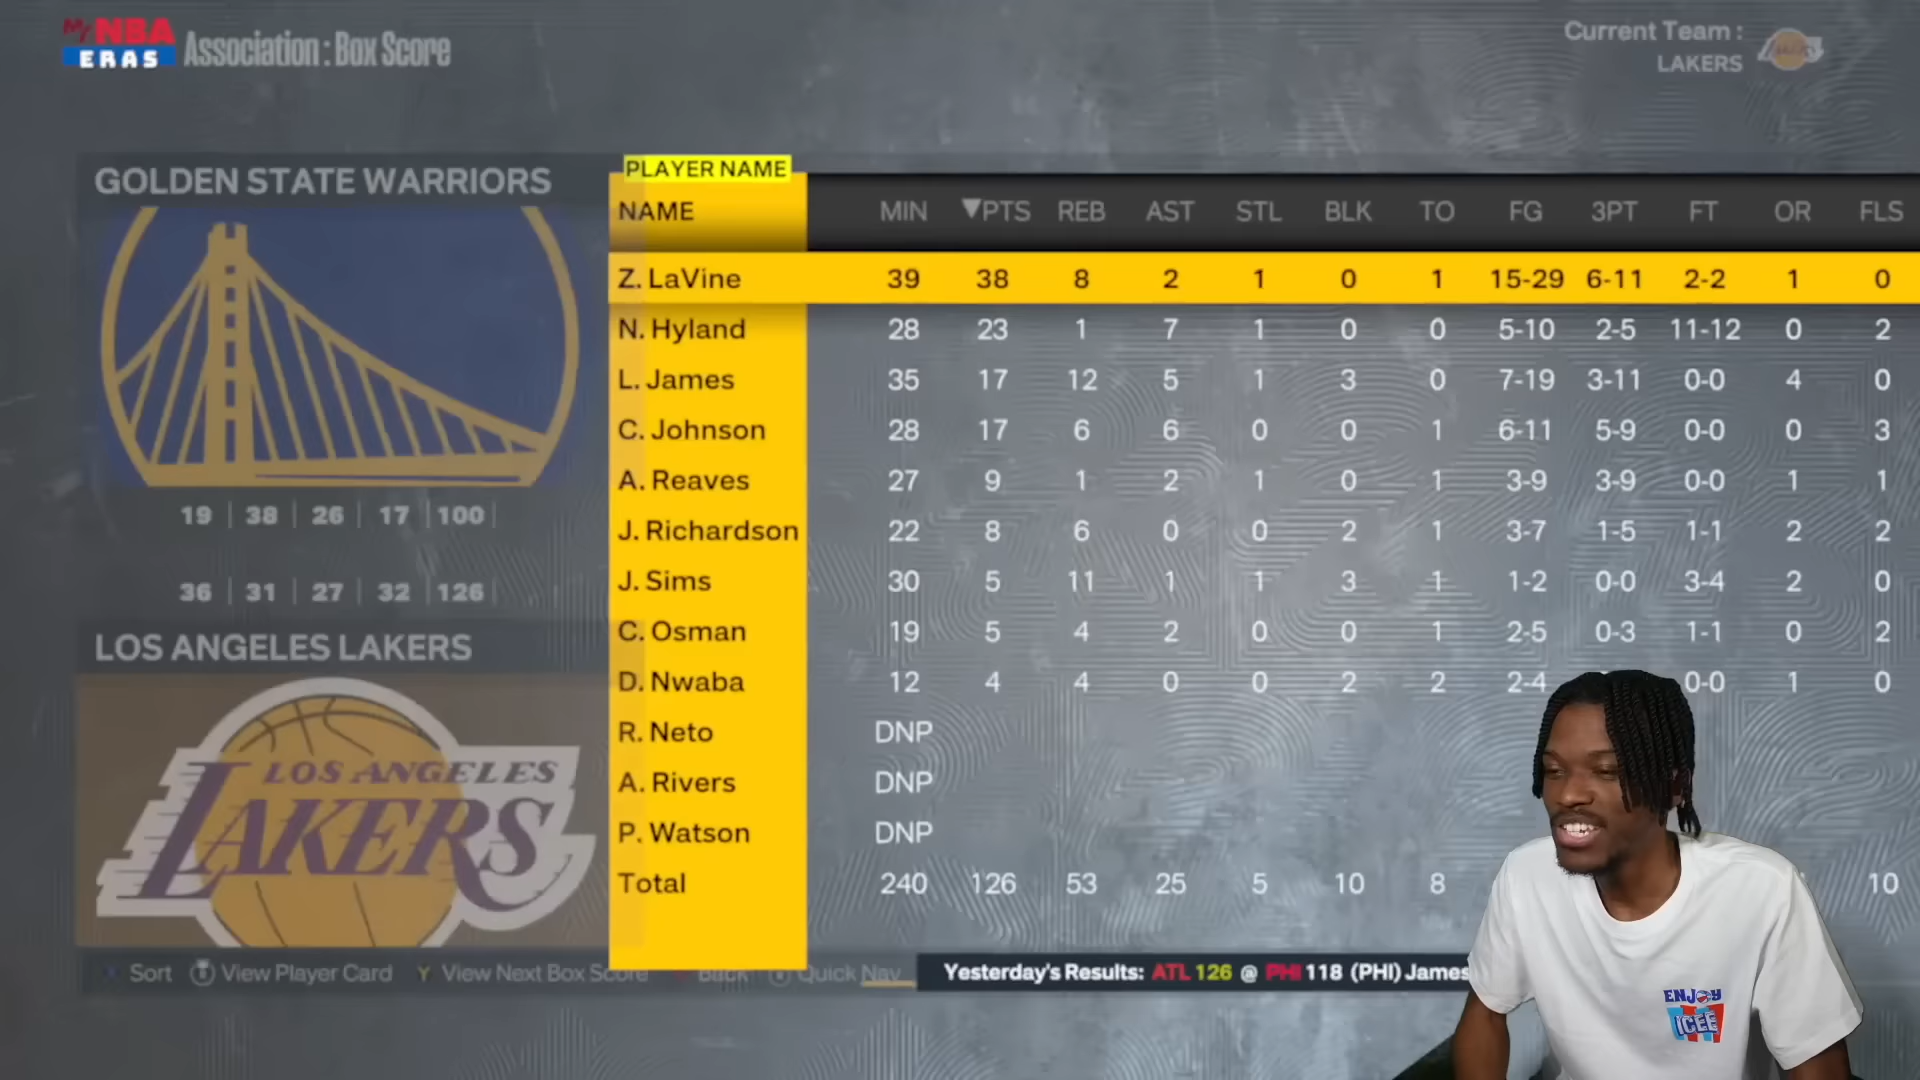 My NBA ERAS Association : Box Score
Current Team :
LAKERS
GOLDEN STATE WARRIORS
19 | 38 | 26 | 17 | 100
36 | 31 | 27 | 32 | 126
LOS ANGELES LAKERS
LOS ANGELES
LAKERS
PLAYER NAME
NAME MIN ▼PTS REB AST STL BLK TO FG 3PT FT OR FLS
Z. LaVine 39 38 8 2 1 0 1 15-29 6-11 2-2 1 0
N. Hyland 28 23 1 7 1 0 0 5-10 2-5 11-12 0 2
L. James 35 17 12 5 1 3 0 7-19 3-11 0-0 4 0
C. Johnson 28 17 6 6 0 0 1 6-11 5-9 0-0 0 3
A. Reaves 27 9 1 2 1 0 1 3-9 3-9 0-0 1 1
J. Richardson 22 8 6 0 0 2 1 3-7 1-5 1-1 2 2
J. Sims 30 5 11 1 1 3 1 1-2 0-0 3-4 2 0
C. Osman 19 5 4 2 0 0 1 2-5 0-3 1-1 0 2
D. Nwaba 12 4 4 0 0 2 2 2-4 0-0 1 0
R. Neto DNP
A. Rivers DNP
P. Watson DNP
Total 240 126 53 25 5 10 8 10
Sort View Player Card Y View Next Box Score Back Quick Nav
Yesterday's Results: ATL 126 @ PHI 118 (PHI) James
ENJOY
ICEE